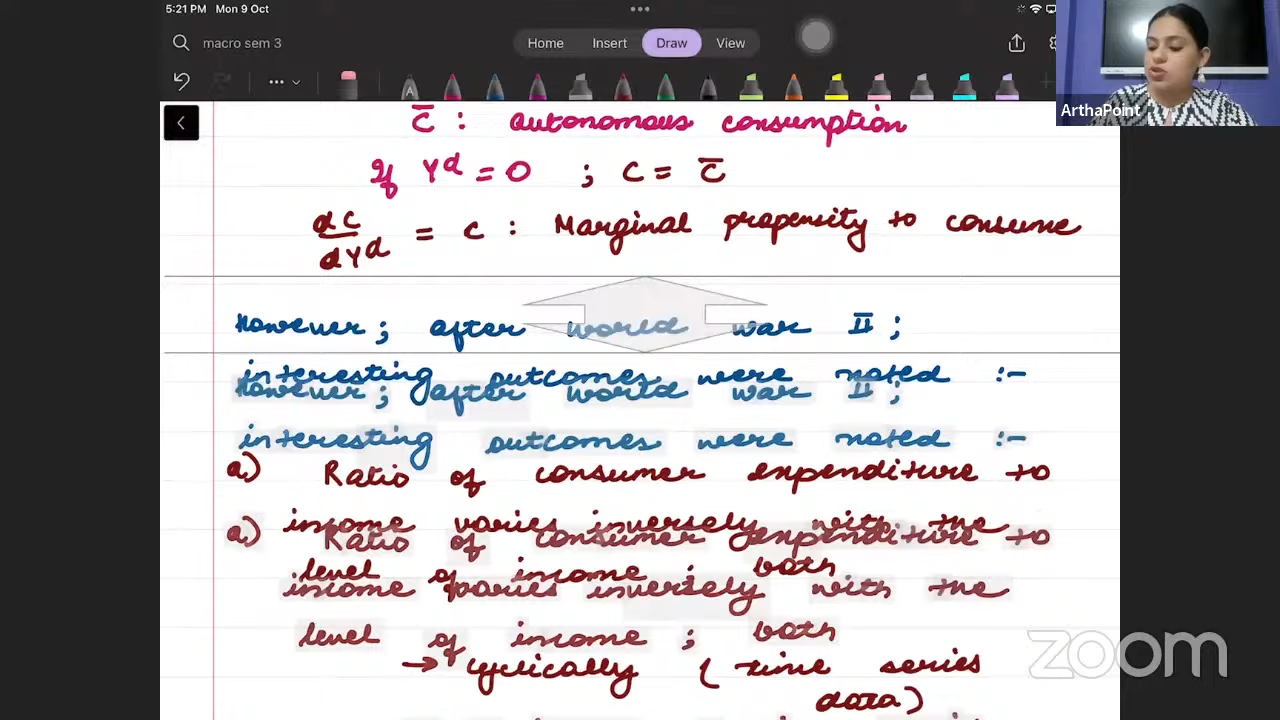 5:21 PM Mon 9 Oct
macro sem 3
Home Insert Draw View
A
ArthaPoint
C̅ : autonomous consumption
If Yd = 0 ; C = C̅
dC/dYd = c : Marginal propensity to consume
However ; after world war II ;
interesting outcomes were noted :-
However ; after world war II ;
interesting outcomes were noted :-
a.) Ratio of consumer expenditure to
income varies inversely with the
a.) Ratio of consumer expenditure to
level of income ; both
income varies inversely with the
level of income ; both
→ cyclically ( time series
data )
zoom